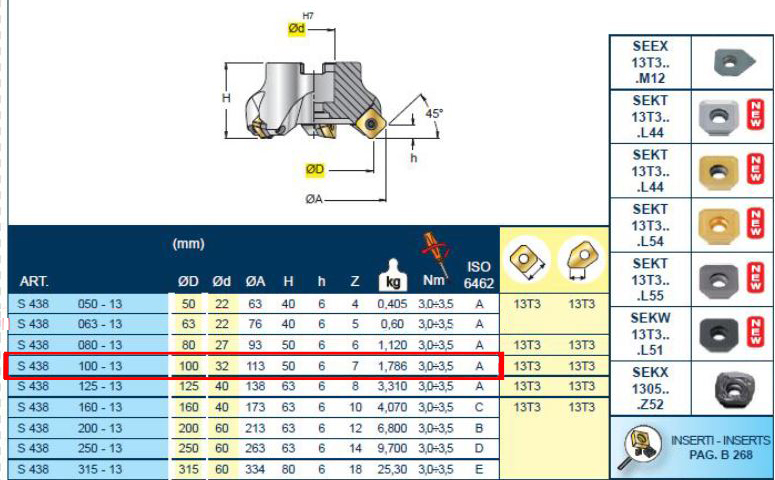 H7
Ød
H
45°
h
ØD
ØA
(mm)
ART. ØD Ød ØA H h Z kg Nm ISO 6462
S 438 050 - 13 50 22 63 40 6 4 0,405 3,0÷3,5 A 13T3 13T3
S 438 063 - 13 63 22 76 40 6 5 0,60 3,0÷3,5 A
S 438 080 - 13 80 27 93 50 6 6 1,120 3,0÷3,5 A 13T3 13T3
S 438 100 - 13 100 32 113 50 6 7 1,786 3,0÷3,5 A 13T3 13T3
S 438 125 - 13 125 40 138 63 6 8 3,310 3,0÷3,5 A 13T3 13T3
S 438 160 - 13 160 40 173 63 6 10 4,070 3,0÷3,5 C 13T3 13T3
S 438 200 - 13 200 60 213 63 6 12 6,800 3,0÷3,5 B
S 438 250 - 13 250 60 263 63 6 14 9,700 3,0÷3,5 D
S 438 315 - 13 315 60 334 80 6 18 25,30 3,0÷3,5 E
SEEX
13T3..
.M12
SEKT
13T3..
.L44
NEW
SEKT
13T3..
.L44
NEW
SEKT
13T3..
.L54
NEW
SEKT
13T3..
.L55
NEW
SEKW
13T3..
.L51
NEW
SEKX
1305..
.Z52
INSERTI - INSERTS
PAG. B 268